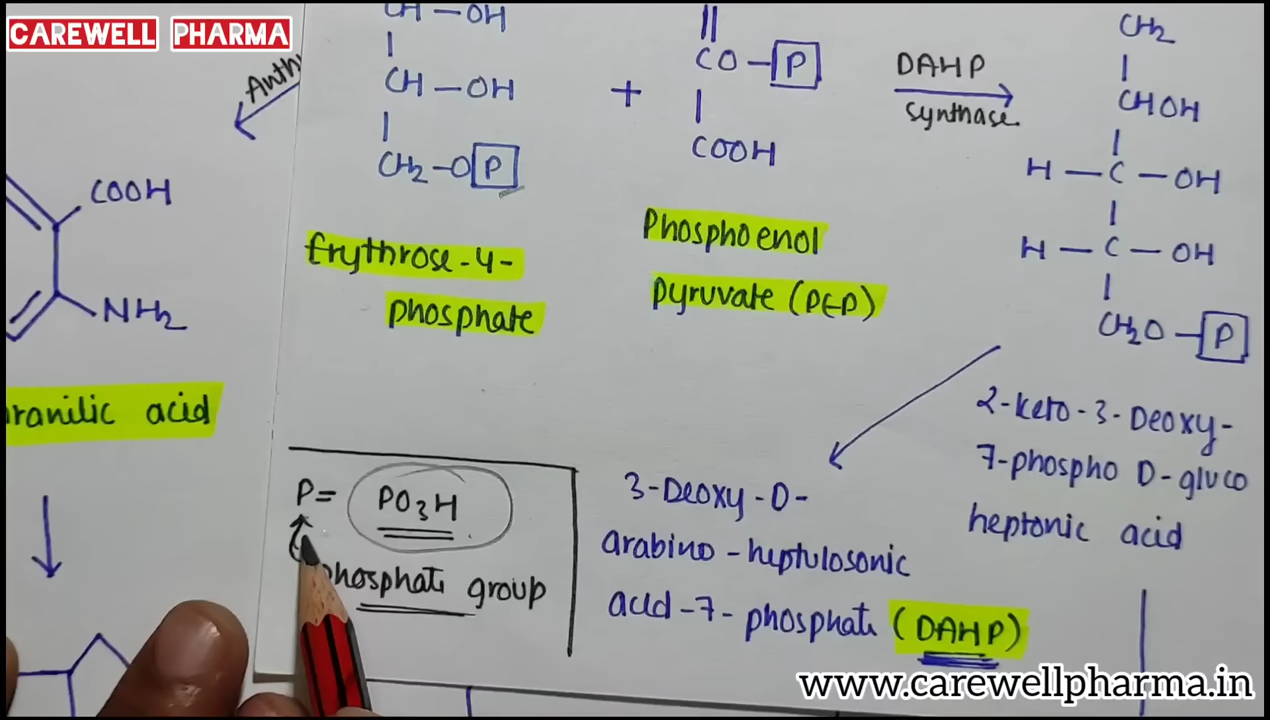 CAREWELL PHARMA
CH - OH
CH - OH
CH2 - O P
Erythrose-4-
phosphate
+
CO - P
COOH
Phosphoenol
pyruvate (PEP)
DAHP
synthase
CH2
CHOH
H - C - OH
H - C - OH
CH2O - P
2-Keto-3-Deoxy-
7-phospho D-gluco
heptonic acid
3-Deoxy-D-
arabino-heptulosonic
acid-7-phosphate (DAHP)
Anth
COOH
NH2
ranilic acid
P = PO3H
phosphate group
www.carewellpharma.in